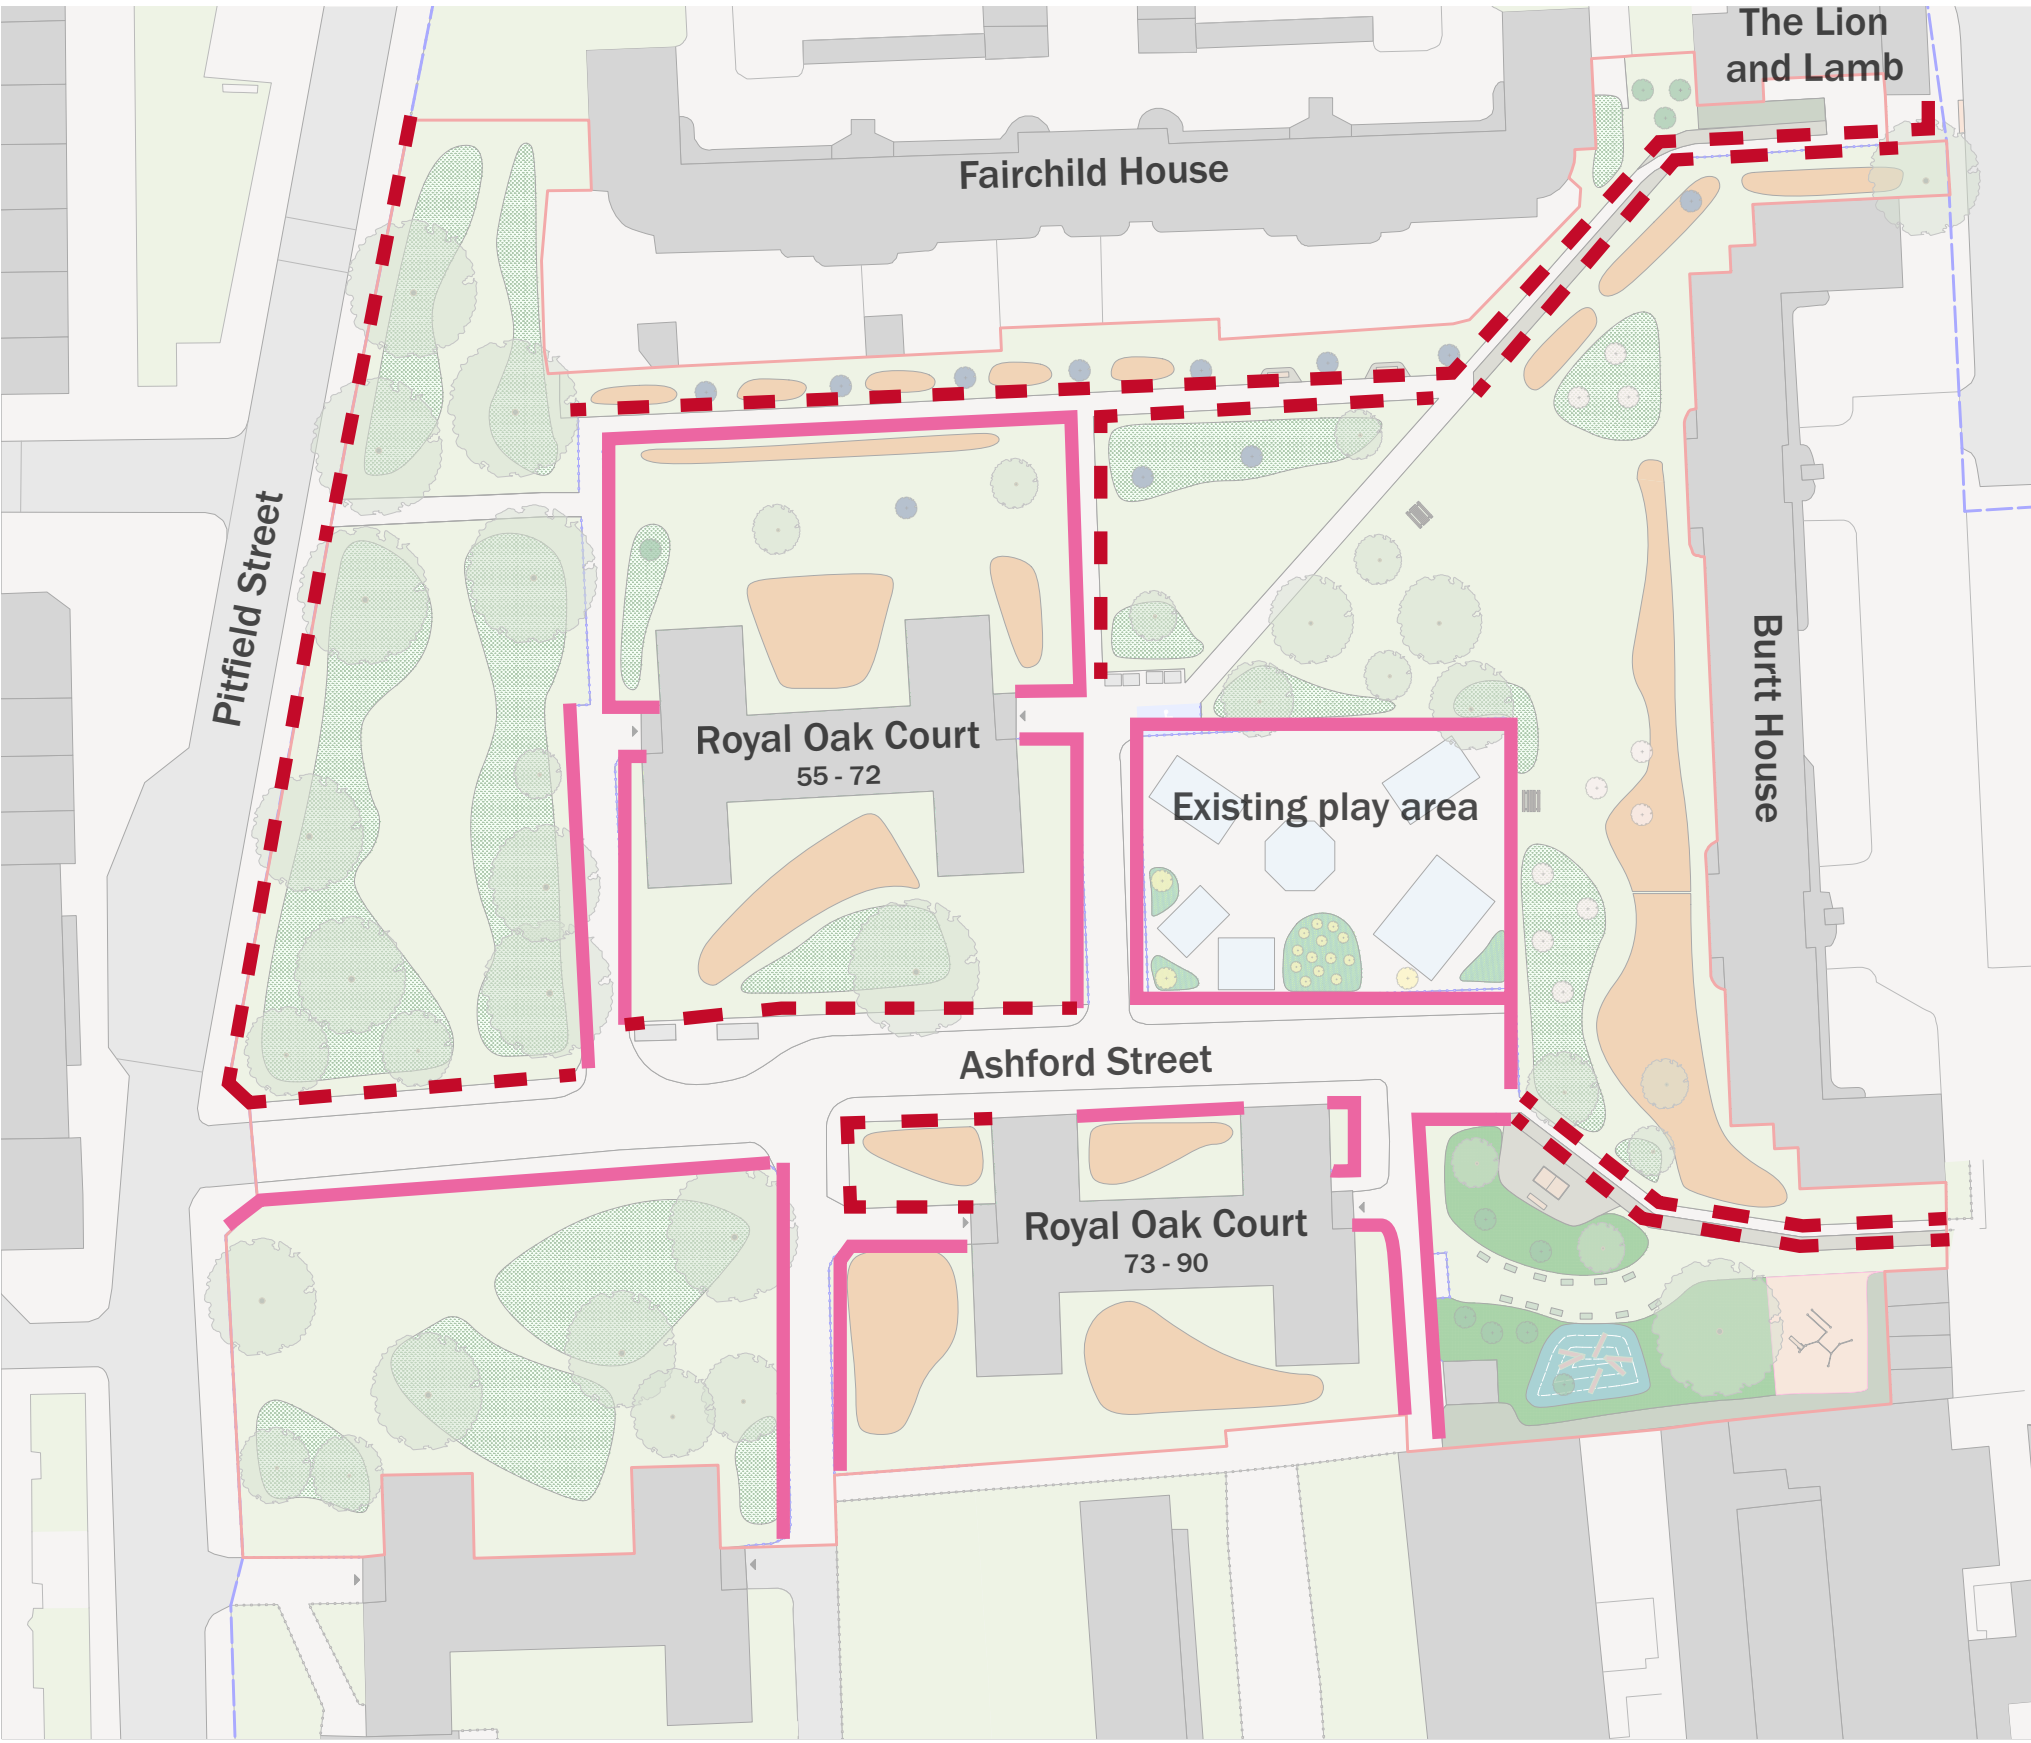 The Lion
and Lamb
Fairchild House
Pitfield Street
Burtt House
Royal Oak Court
55 - 72
Existing play area
Ashford Street
Royal Oak Court
73 - 90